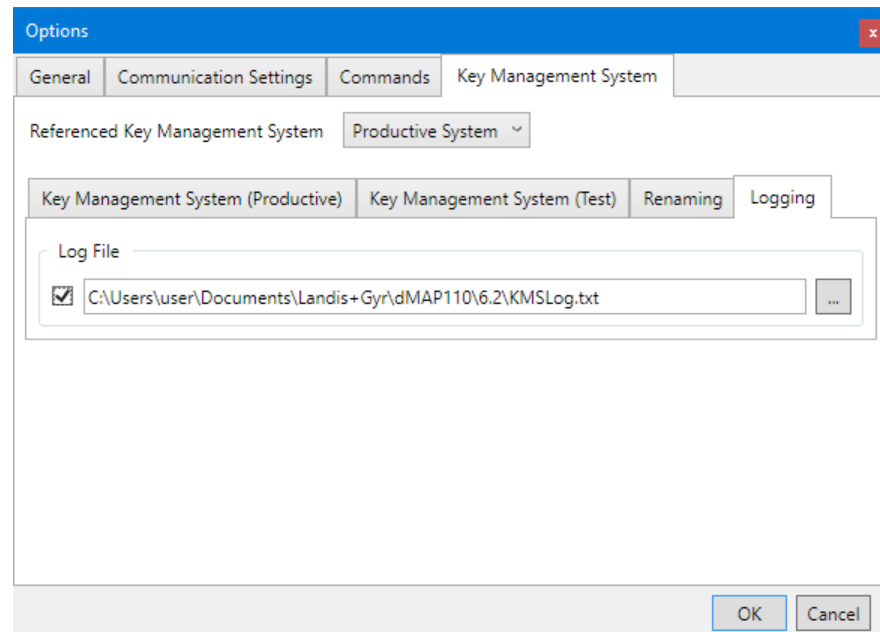 Options x
General Communication Settings Commands Key Management System
Referenced Key Management System Productive System
Key Management System (Productive) Key Management System (Test) Renaming Logging
Log File
C:\Users\user\Documents\Landis+Gyr\dMAP110\6.2\KMSLog.txt ...
OK Cancel